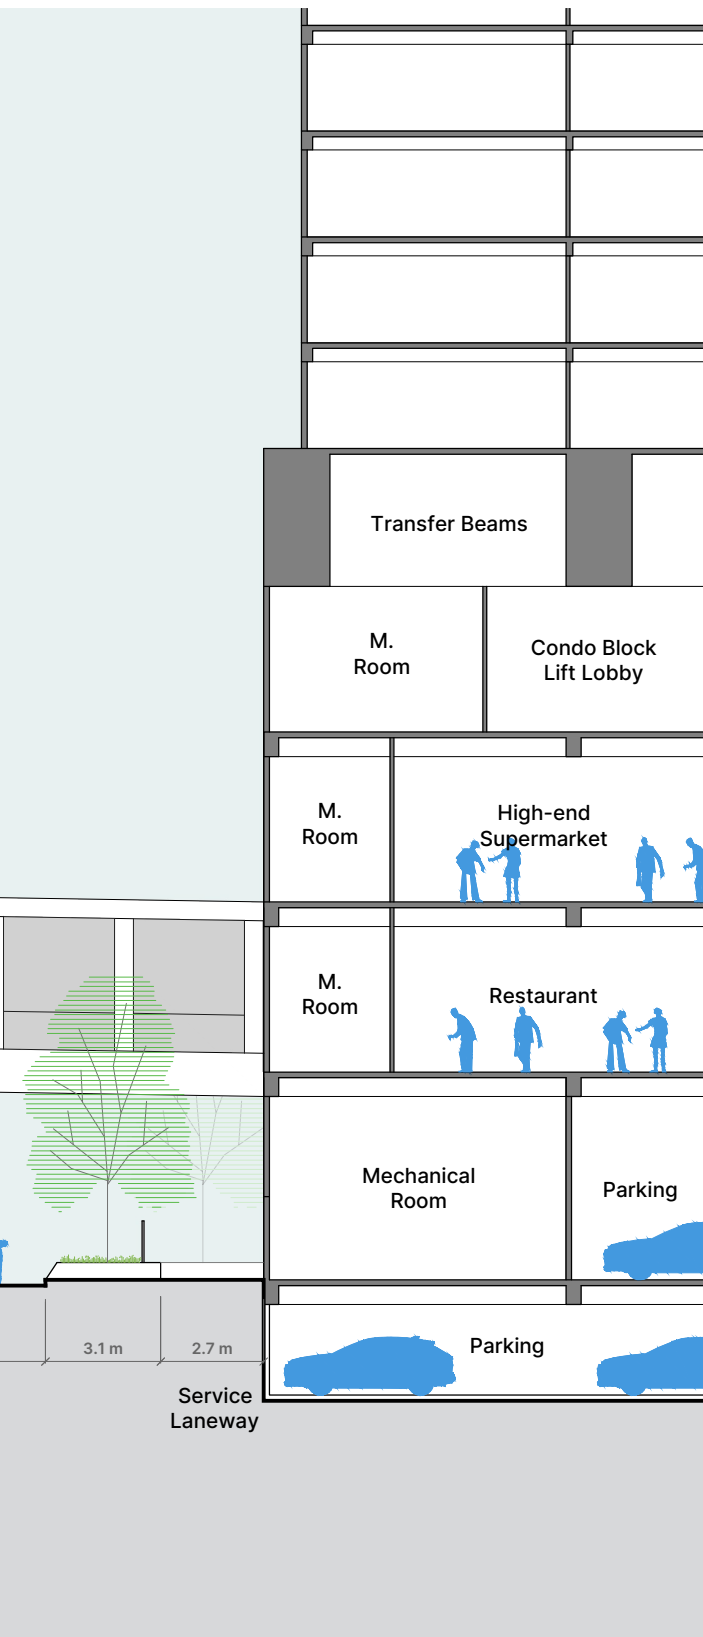 Transfer Beams
M.
Room
Condo Block
Lift Lobby
M.
Room
High-end
Supermarket
M.
Room
Restaurant
Mechanical
Room
Parking
3.1 m
2.7 m
Parking
Service
Laneway